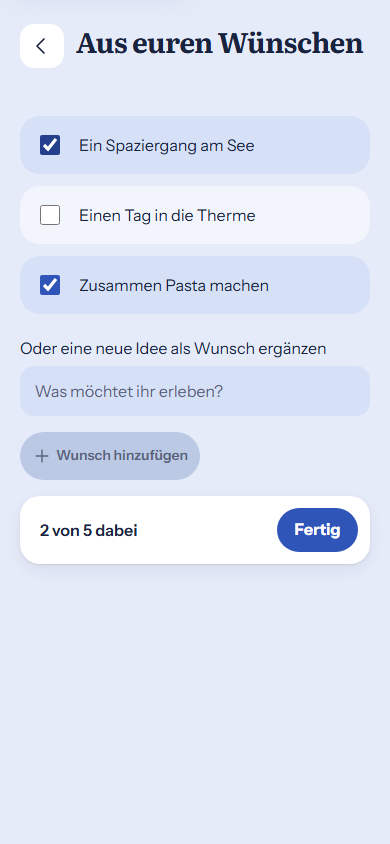 Aus euren Wünschen
Ein Spaziergang am See
Einen Tag in die Therme
Zusammen Pasta machen
Oder eine neue Idee als Wunsch ergänzen
Was möchtet ihr erleben?
Wunsch hinzufügen
2 von 5 dabei
Fertig